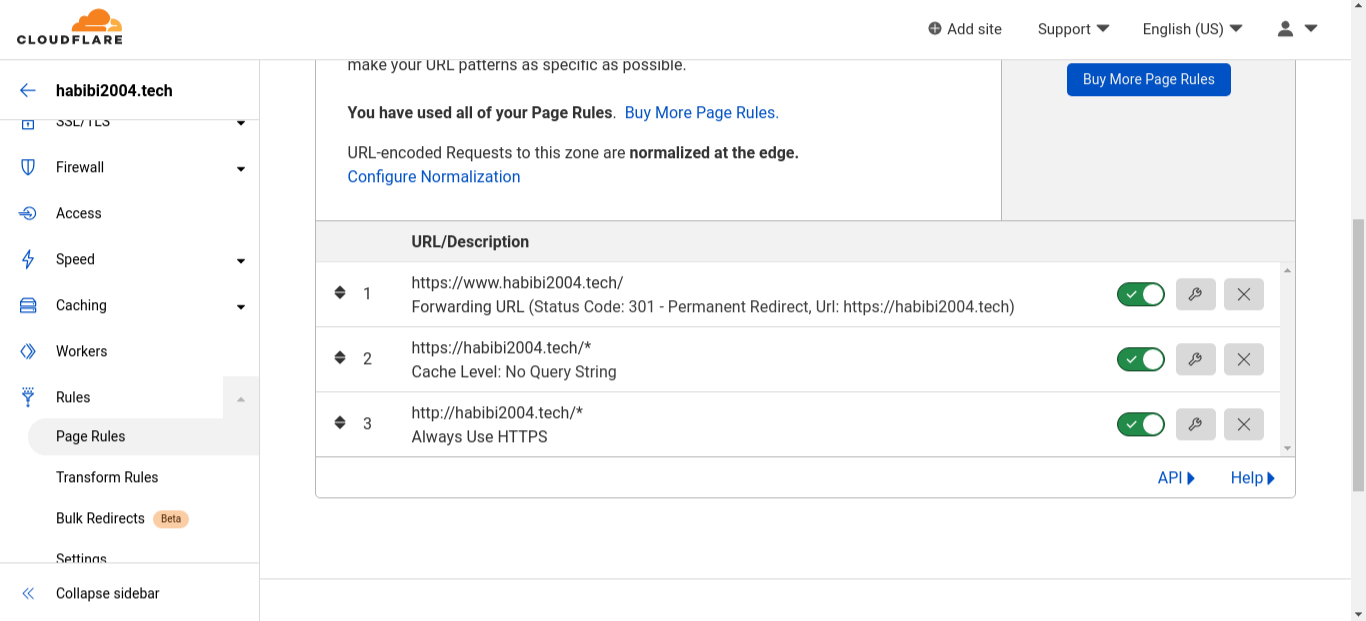 CLOUDFLARE
Add site
Support
English (US)
habibi2004.tech
SSL/TLS
Firewall
Access
Speed
Caching
Workers
Rules
Page Rules
Transform Rules
Bulk Redirects Beta
Settings
Collapse sidebar
make your URL patterns as specific as possible.
You have used all of your Page Rules. Buy More Page Rules.
URL-encoded Requests to this zone are normalized at the edge.
Configure Normalization
Buy More Page Rules
URL/Description
1 https://www.habibi2004.tech/
Forwarding URL (Status Code: 301 - Permanent Redirect, Url: https://habibi2004.tech)
2 https://habibi2004.tech/*
Cache Level: No Query String
3 http://habibi2004.tech/*
Always Use HTTPS
API Help